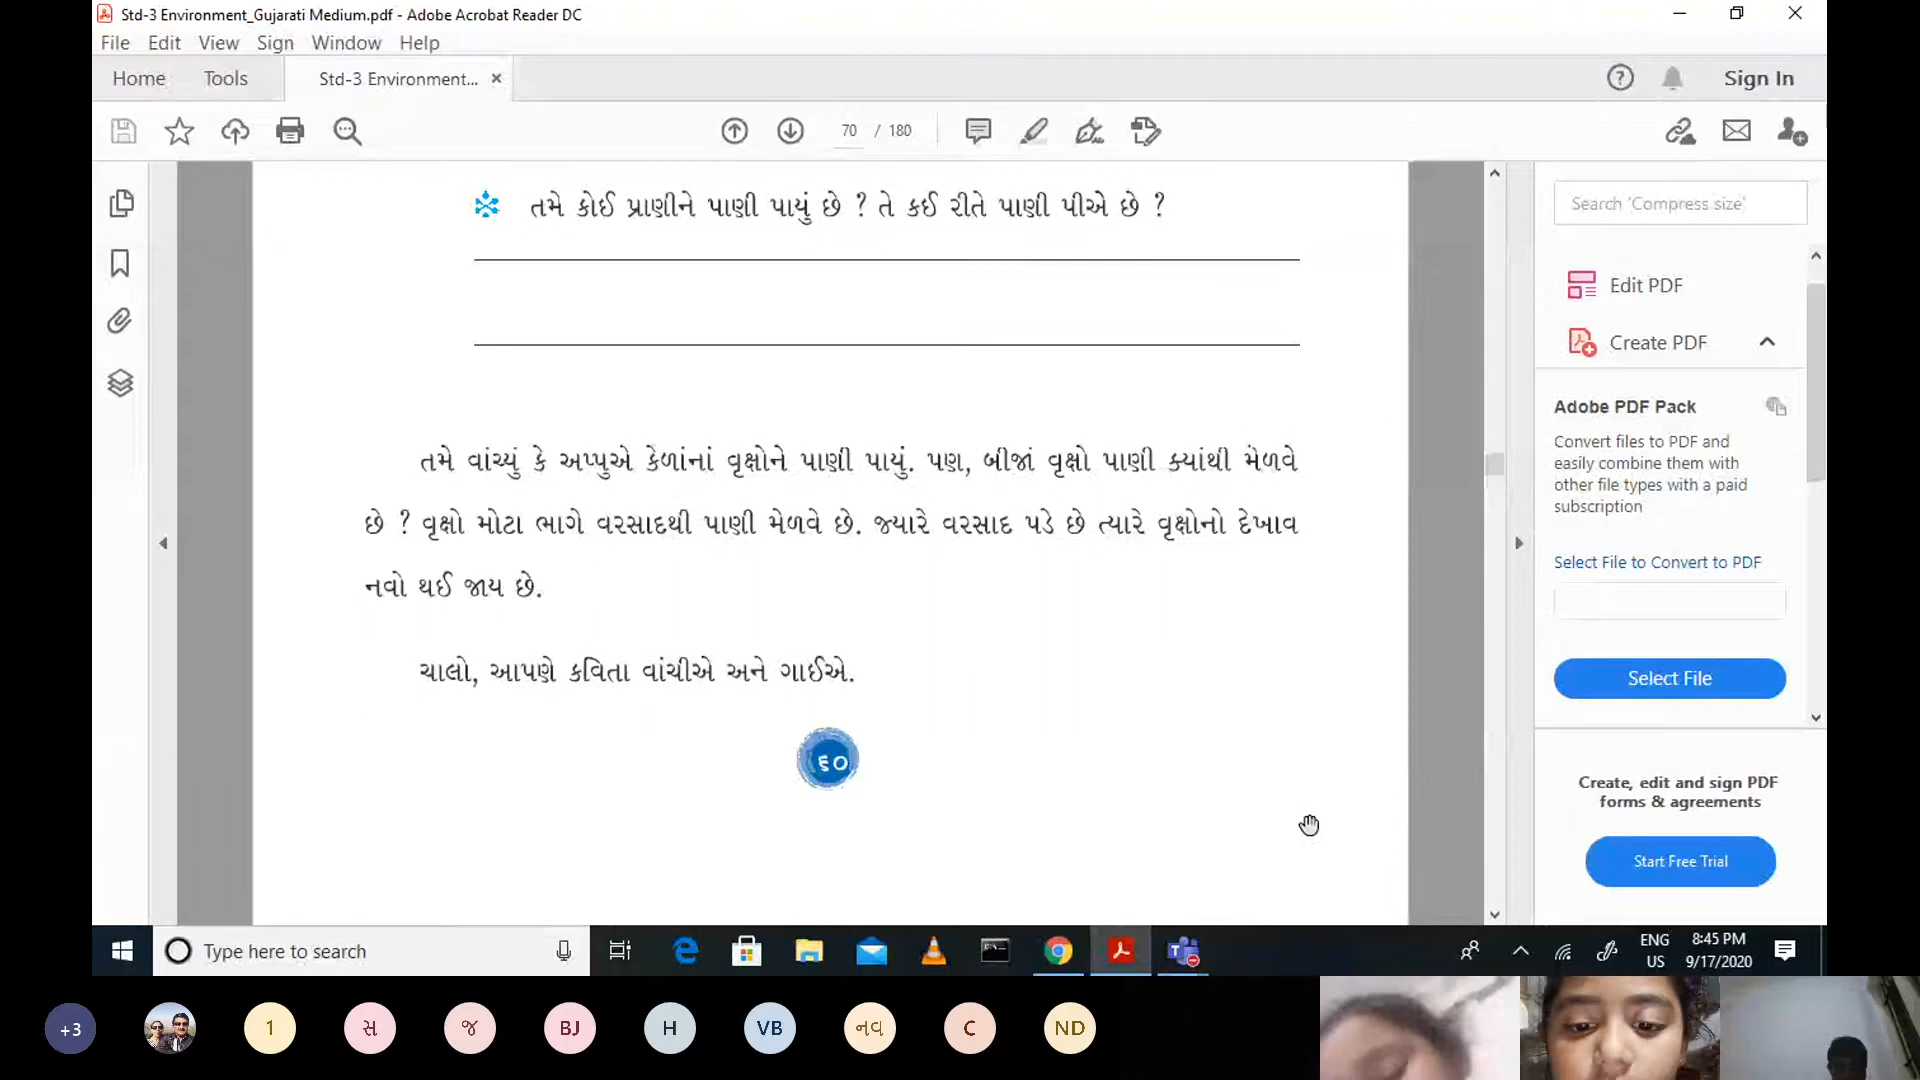 Std-3 Environment_Gujarati Medium.pdf - Adobe Acrobat Reader DC
File Edit View Sign Window Help
Home Tools Std-3 Environment... × Sign In
70 / 180
તમે કોઈ પ્રાણીને પાણી પાયું છે ? તે કઈ રીતે પાણી પીએ છે ?
તમે વાંચ્યું કે અપ્પુએ કેળાંનાં વૃક્ષોને પાણી પાયું. પણ, બીજાં વૃક્ષો પાણી ક્યાંથી મેળવે
છે ? વૃક્ષો મોટા ભાગે વરસાદથી પાણી મેળવે છે. જ્યારે વરસાદ પડે છે ત્યારે વૃક્ષોનો દેખાવ
નવો થઈ જાય છે.
ચાલો, આપણે કવિતા વાંચીએ અને ગાઈએ.
૬૦
Search 'Compress size'
Edit PDF
Create PDF
Adobe PDF Pack
Convert files to PDF and
easily combine them with
other file types with a paid
subscription
Select File to Convert to PDF
Select File
Create, edit and sign PDF
forms & agreements
Start Free Trial
Type here to search
ENG
US
8:45 PM
9/17/2020
+3 1 સ જ BJ H VB નવ C ND